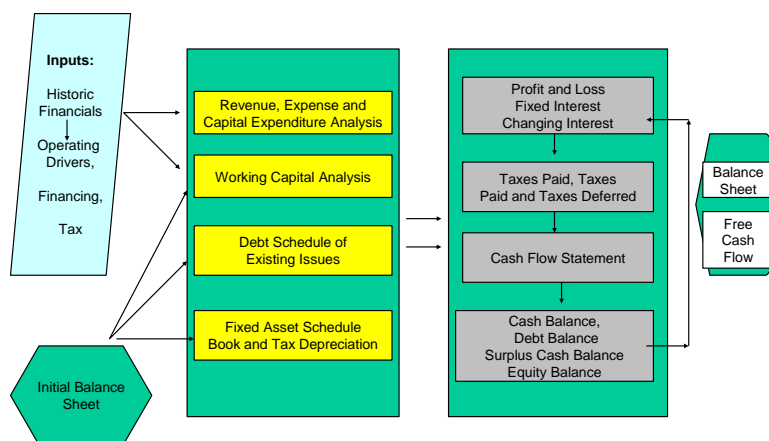 Inputs:
Historic
Financials
Operating
Drivers,
Financing,
Tax
Initial Balance
Sheet
Revenue, Expense and
Capital Expenditure Analysis
Working Capital Analysis
Debt Schedule of
Existing Issues
Fixed Asset Schedule
Book and Tax Depreciation
Profit and Loss
Fixed Interest
Changing Interest
Taxes Paid, Taxes
Paid and Taxes Deferred
Cash Flow Statement
Cash Balance,
Debt Balance
Surplus Cash Balance
Equity Balance
Balance
Sheet
Free
Cash
Flow